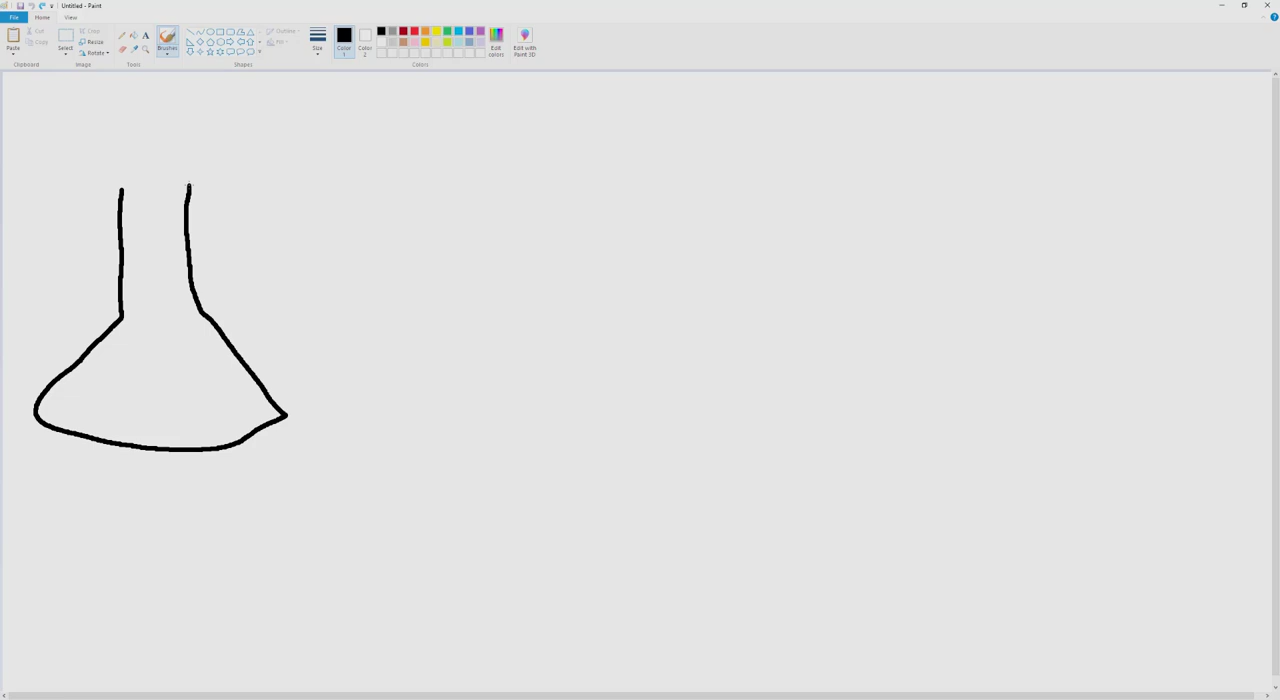 Untitled - Paint
File Home View
Paste
Cut
Copy
Clipboard
Select
Crop
Resize
Rotate
Image
A
Tools
Brushes
Outline
Fill
Shapes
Size
Color 1
Color 2
Edit colors
Colors
Edit with Paint 3D